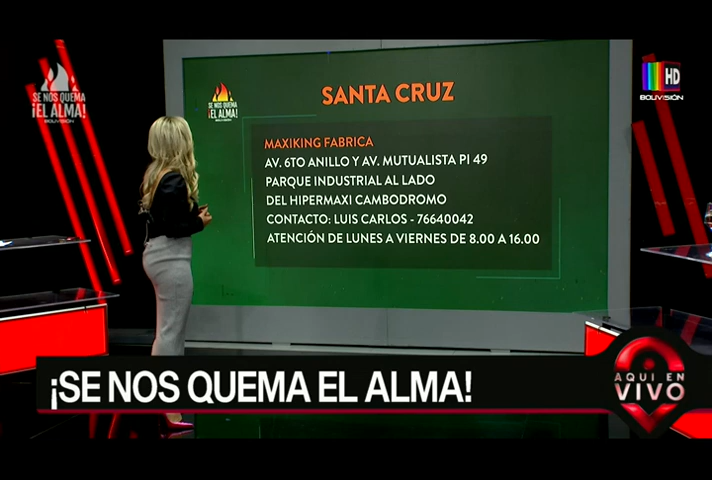 SE NOS QUEMA
¡EL ALMA!
BOLIVISIÓN
SE NOS QUEMA
¡EL ALMA!
SANTA CRUZ
HD
BOLIVISIÓN
MAXIKING FABRICA
AV. 6TO ANILLO Y AV. MUTUALISTA PI 49
PARQUE INDUSTRIAL AL LADO
DEL HIPERMAXI CAMBODROMO
CONTACTO: LUIS CARLOS - 76640042
ATENCIÓN DE LUNES A VIERNES DE 8.00 A 16.00
¡SE NOS QUEMA EL ALMA!
AQUI EN
VIVO